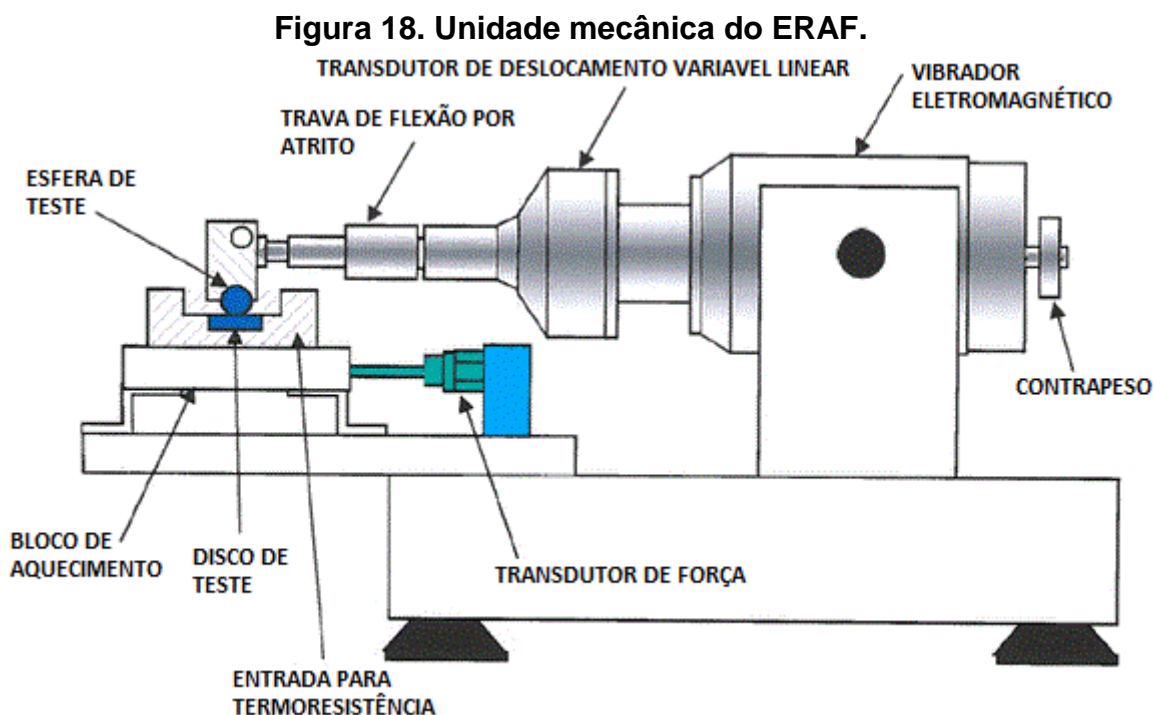 Figura 18. Unidade mecânica do ERAF.
TRANSDUTOR DE DESLOCAMENTO VARIAVEL LINEAR
VIBRADOR
ELETROMAGNÉTICO
TRAVA DE FLEXÃO POR
ATRITO
ESFERA DE
TESTE
CONTRAPESO
BLOCO DE
AQUECIMENTO
DISCO DE
TESTE
TRANSDUTOR DE FORÇA
ENTRADA PARA
TERMORESISTÊNCIA